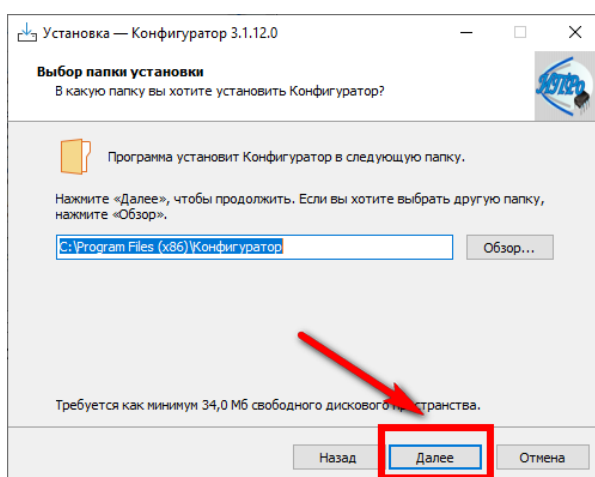 Установка — Конфигуратор 3.1.12.0
Выбор папки установки
В какую папку вы хотите установить Конфигуратор?
Программа установит Конфигуратор в следующую папку.
Нажмите «Далее», чтобы продолжить. Если вы хотите выбрать другую папку,
нажмите «Обзор».
C:\Program Files (x86)\Конфигуратор
Обзор...
Требуется как минимум 34,0 Мб свободного дискового пространства.
Назад
Далее
Отмена